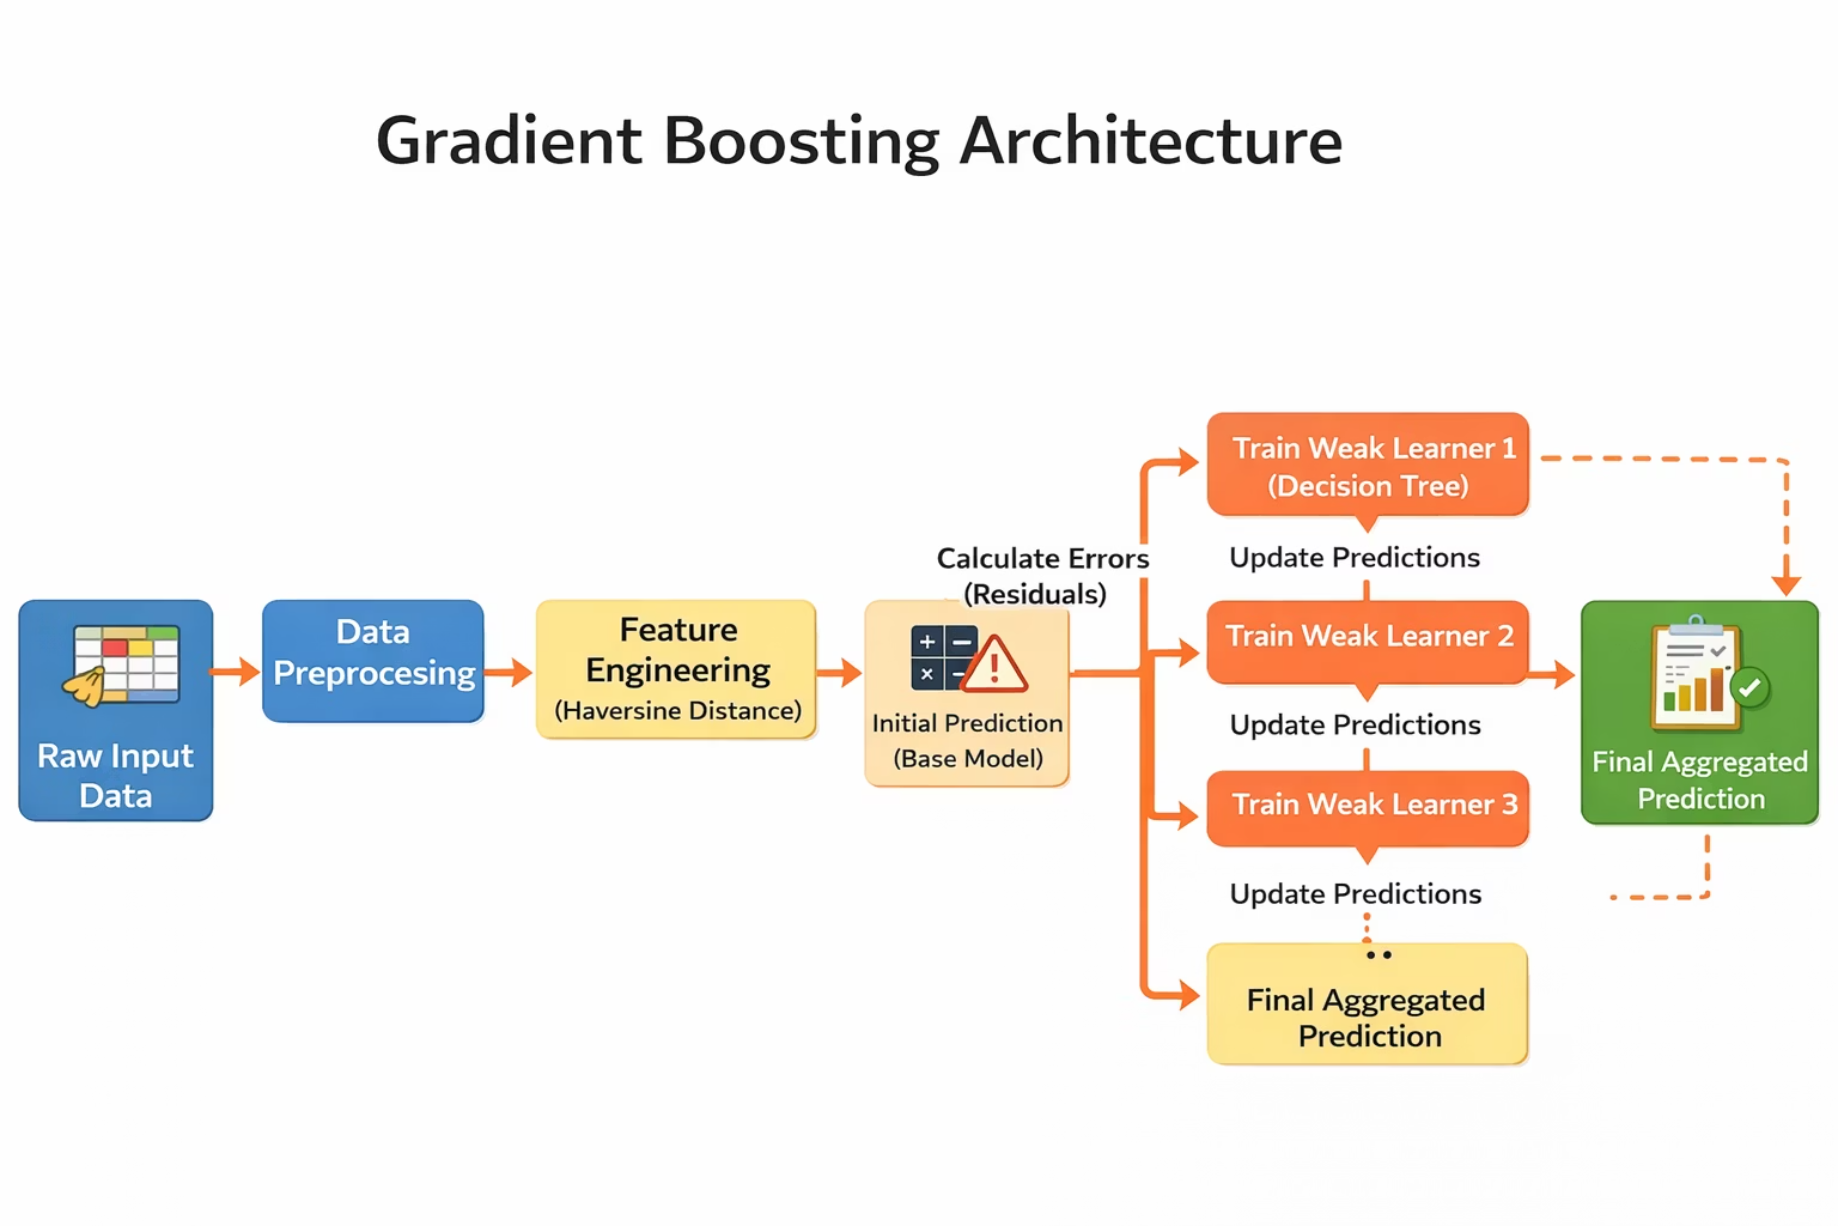 Gradient Boosting Architecture
Raw Input
Data
Data
Preprocesing
Feature
Engineering
(Haversine Distance)
Calculate Errors
(Residuals)
Initial Prediction
(Base Model)
Train Weak Learner 1
(Decision Tree)
Update Predictions
Train Weak Learner 2
Update Predictions
Train Weak Learner 3
Update Predictions
Final Aggregated
Prediction
Final Aggregated
Prediction